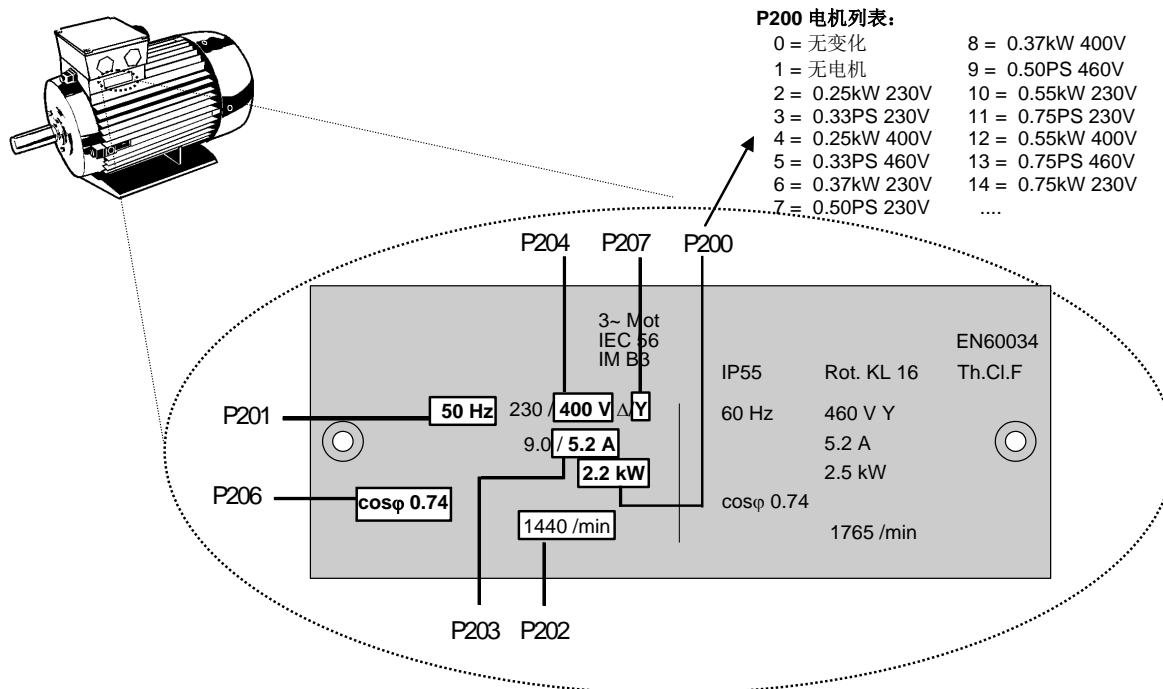 P200 电机列表：
0 = 无变化
1 = 无电机
2 = 0.25kW 230V
3 = 0.33PS 230V
4 = 0.25kW 400V
5 = 0.33PS 460V
6 = 0.37kW 230V
7 = 0.50PS 230V
8 = 0.37kW 400V
9 = 0.50PS 460V
10 = 0.55kW 230V
11 = 0.75PS 230V
12 = 0.55kW 400V
13 = 0.75PS 460V
14 = 0.75kW 230V
....
P204 P207 P200
3~ Mot
IEC 56
IM B3
EN60034
IP55 Rot. KL 16 Th.Cl.F
P201 50 Hz 230 / 400 V Δ/Y 60 Hz 460 V Y
9.0 / 5.2 A 5.2 A
2.2 kW 2.5 kW
P206 cosφ 0.74 cosφ 0.74
1440 /min 1765 /min
P203 P202